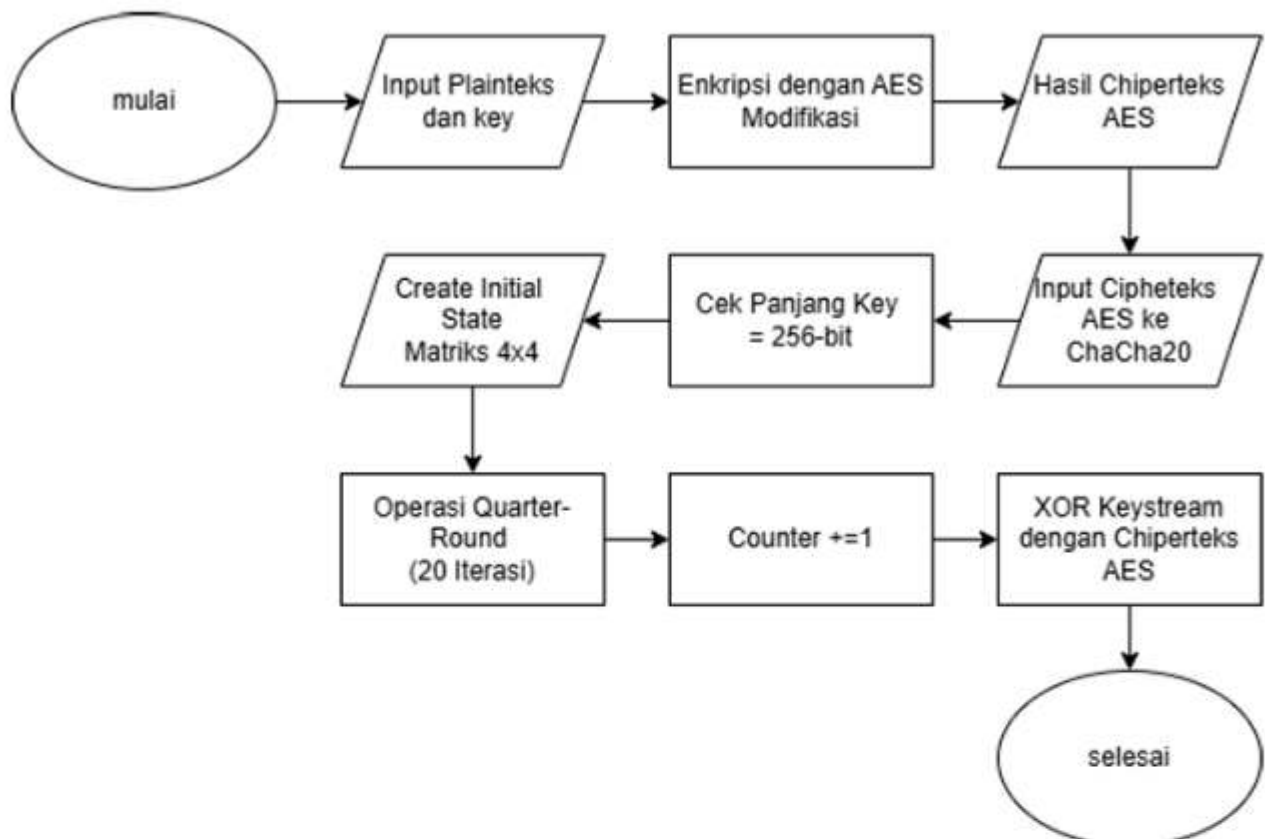 mulai
Input Plainteks
dan key
Enkripsi dengan AES
Modifikasi
Hasil Chiperteks
AES
Input Cipheteks
AES ke
ChaCha20
Cek Panjang Key
= 256-bit
Create Initial
State
Matriks 4x4
Operasi Quarter-
Round
(20 Iterasi)
Counter +=1
XOR Keystream
dengan Chiperteks
AES
selesai